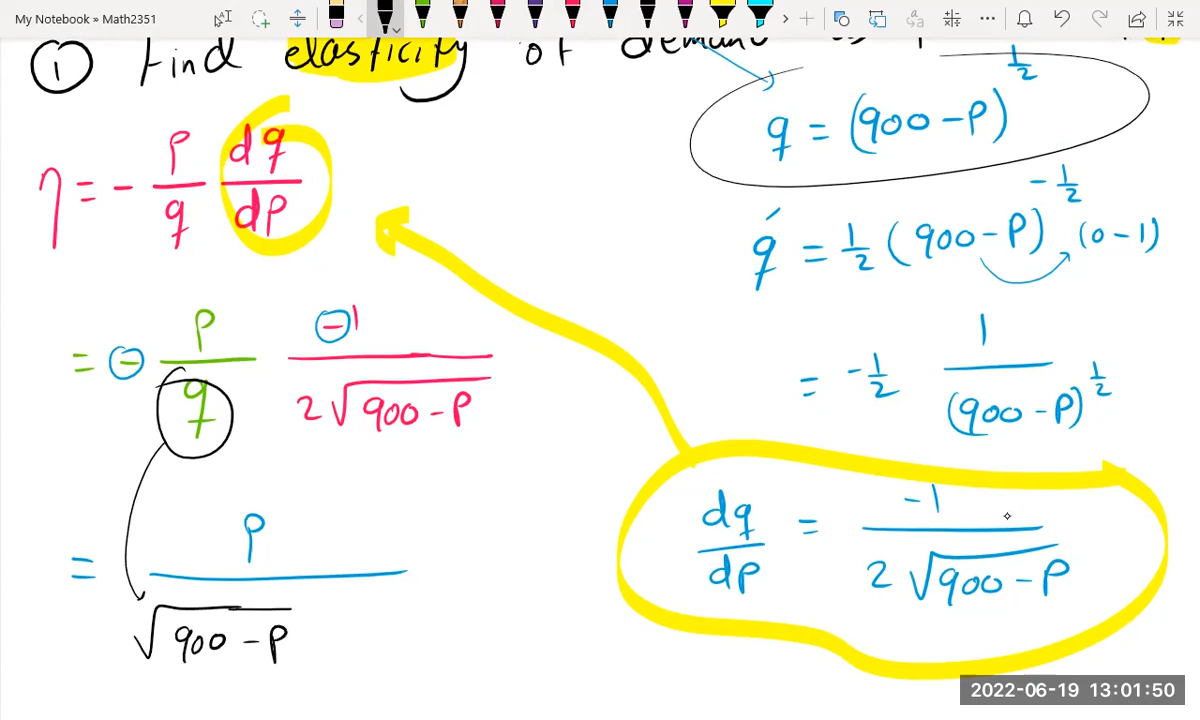 My Notebook » Math2351
① Find elasticity of demand
q = (900 - P)^{1/2}
η = - P/q dq/dP
q́ = 1/2 (900 - P)^{-1/2} (0 - 1)
= - P/q -1/(2√(900 - P))
= -1/2 1/(900 - P)^{1/2}
dq/dP = -1/(2√(900 - P))
= P/√(900 - P)
2022-06-19 13:01:50